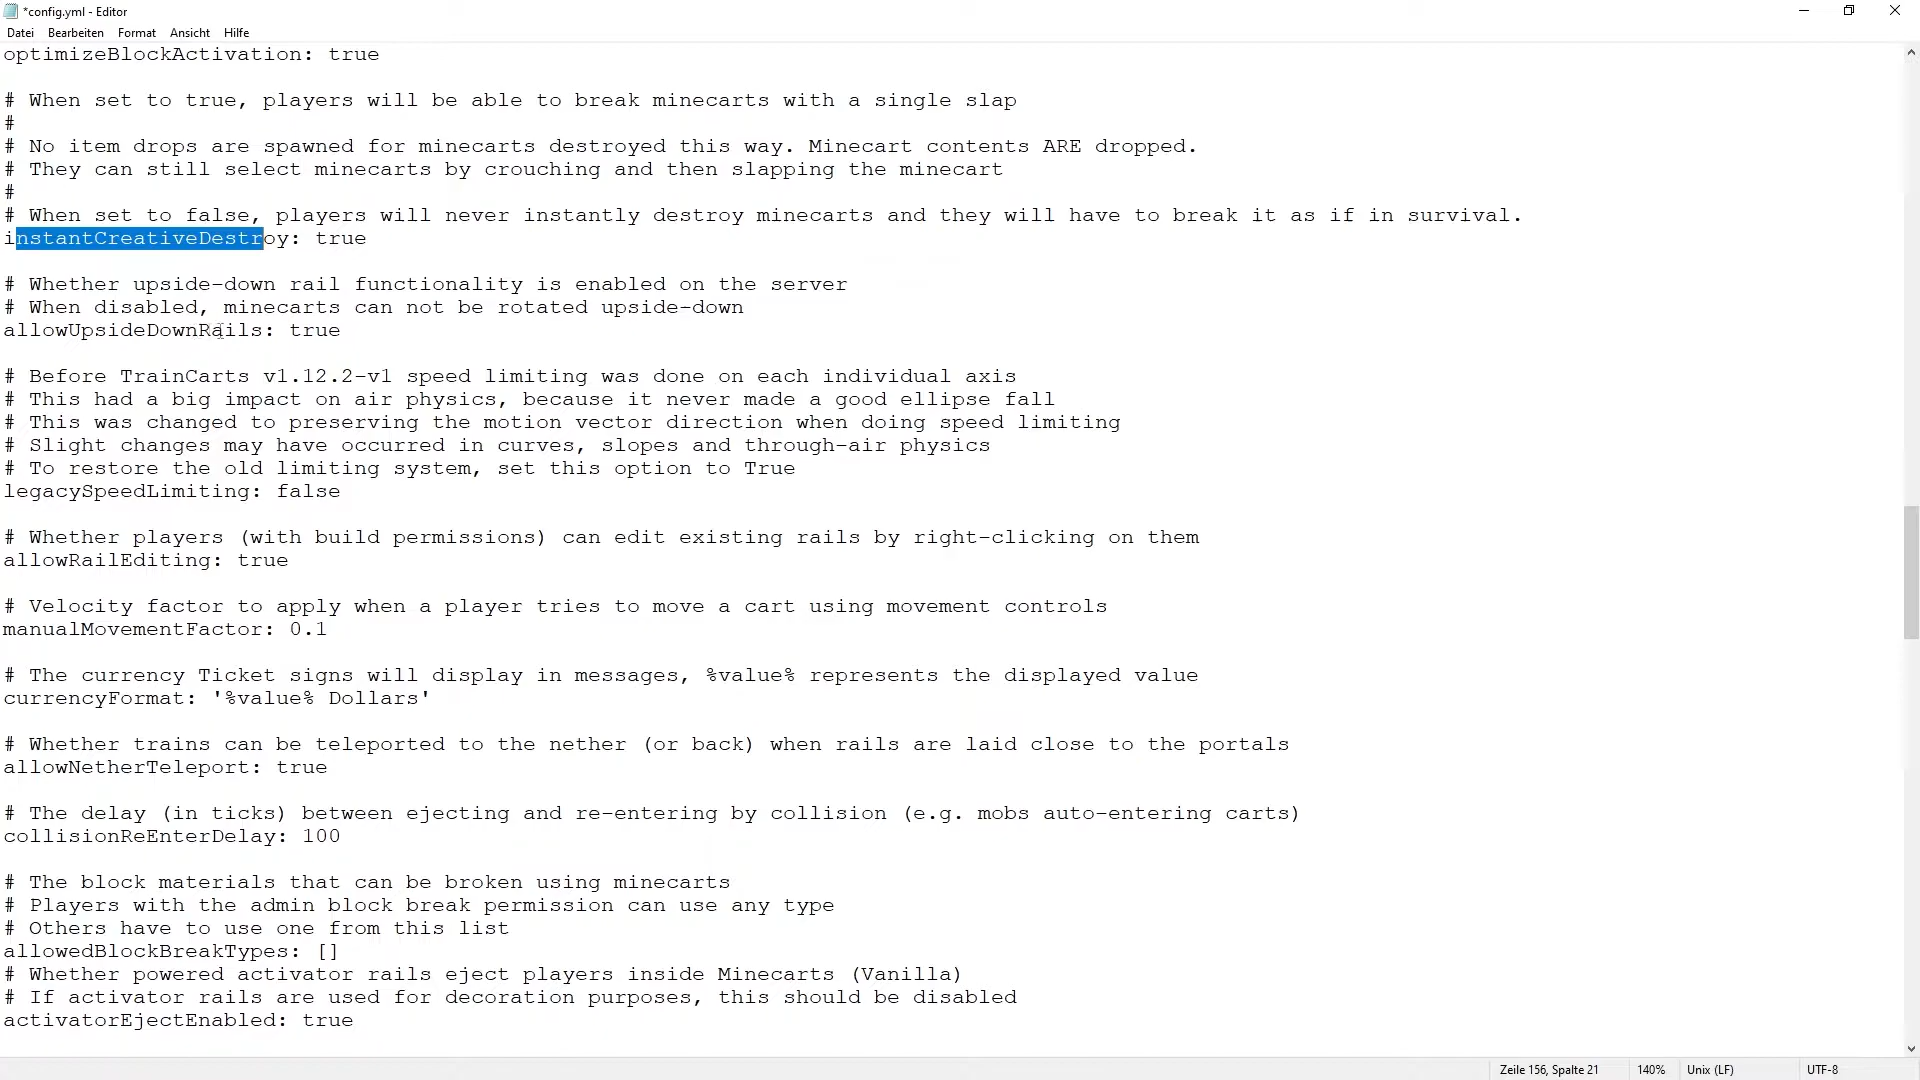 *config.yml - Editor
Datei Bearbeiten Format Ansicht Hilfe
optimizeBlockActivation: true
# When set to true, players will be able to break minecarts with a single slap
#
# No item drops are spawned for minecarts destroyed this way. Minecart contents ARE dropped.
# They can still select minecarts by crouching and then slapping the minecart
#
# When set to false, players will never instantly destroy minecarts and they will have to break it as if in survival.
instantCreativeDestroy: true
# Whether upside-down rail functionality is enabled on the server
# When disabled, minecarts can not be rotated upside-down
allowUpsideDownRails: true
# Before TrainCarts v1.12.2-v1 speed limiting was done on each individual axis
# This had a big impact on air physics, because it never made a good ellipse fall
# This was changed to preserving the motion vector direction when doing speed limiting
# Slight changes may have occurred in curves, slopes and through-air physics
# To restore the old limiting system, set this option to True
legacySpeedLimiting: false
# Whether players (with build permissions) can edit existing rails by right-clicking on them
allowRailEditing: true
# Velocity factor to apply when a player tries to move a cart using movement controls
manualMovementFactor: 0.1
# The currency Ticket signs will display in messages, %value% represents the displayed value
currencyFormat: '%value% Dollars'
# Whether trains can be teleported to the nether (or back) when rails are laid close to the portals
allowNetherTeleport: true
# The delay (in ticks) between ejecting and re-entering by collision (e.g. mobs auto-entering carts)
collisionReEnterDelay: 100
# The block materials that can be broken using minecarts
# Players with the admin block break permission can use any type
# Others have to use one from this list
allowedBlockBreakTypes: []
# Whether powered activator rails eject players inside Minecarts (Vanilla)
# If activator rails are used for decoration purposes, this should be disabled
activatorEjectEnabled: true
Zeile 156, Spalte 21 140% Unix (LF) UTF-8